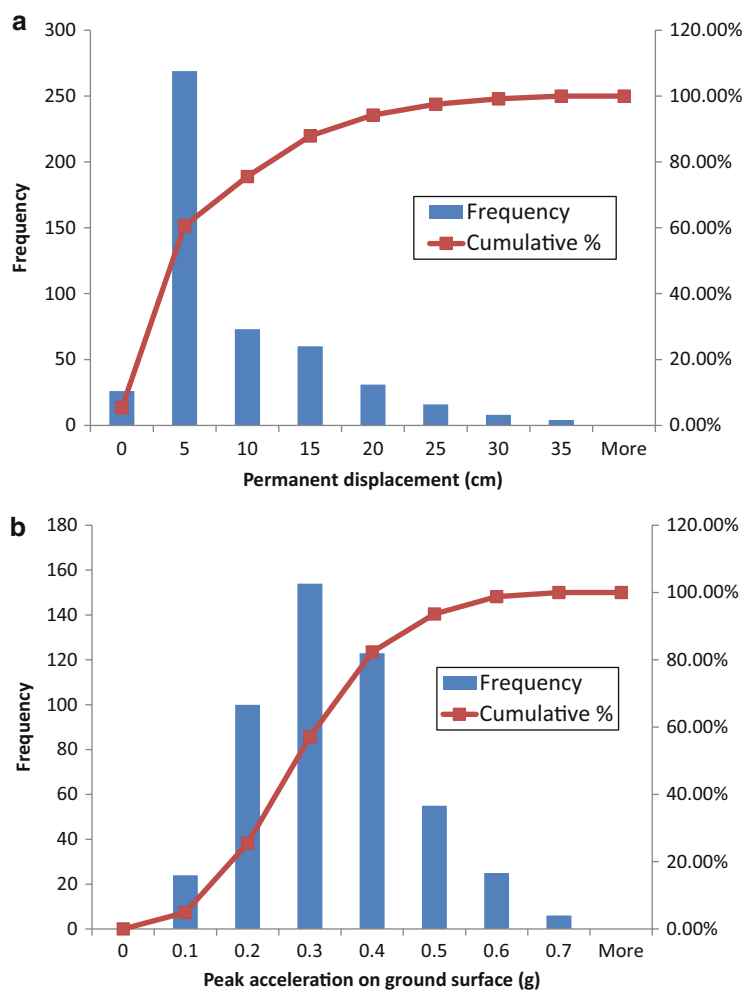 a
300
250
200
150
100
50
0
Frequency
120.00%
100.00%
80.00%
60.00%
40.00%
20.00%
0.00%
Frequency
Cumulative %
0 5 10 15 20 25 30 35 More
Permanent displacement (cm)
b
180
160
140
120
100
80
60
40
20
0
Frequency
120.00%
100.00%
80.00%
60.00%
40.00%
20.00%
0.00%
Frequency
Cumulative %
0 0.1 0.2 0.3 0.4 0.5 0.6 0.7 More
Peak acceleration on ground surface (g)